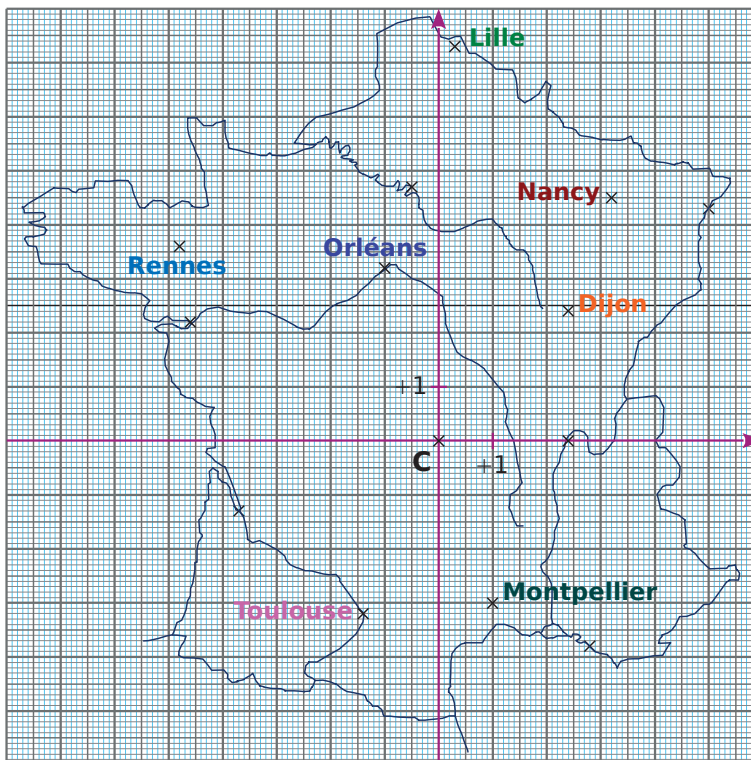 Lille
Nancy
Orléans
Rennes
Dijon
+1
C
+1
Montpellier
Toulouse